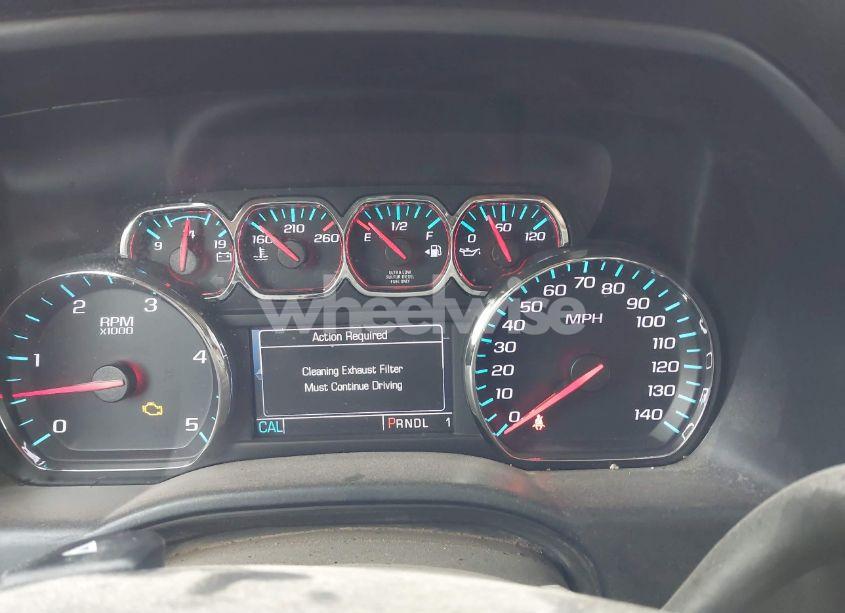 9 14 19
160 210 260
E 1/2 F
ULTRA LOW
SULFUR DIESEL
FUEL ONLY
0 60 120
wheelwise
0 1 2 3 4 5
RPM
X1000
Action Required
Cleaning Exhaust Filter
Must Continue Driving
CAL
PRNDL 1
0 10 20 30 40 50 60 70 80 90 100 110 120 130 140
MPH